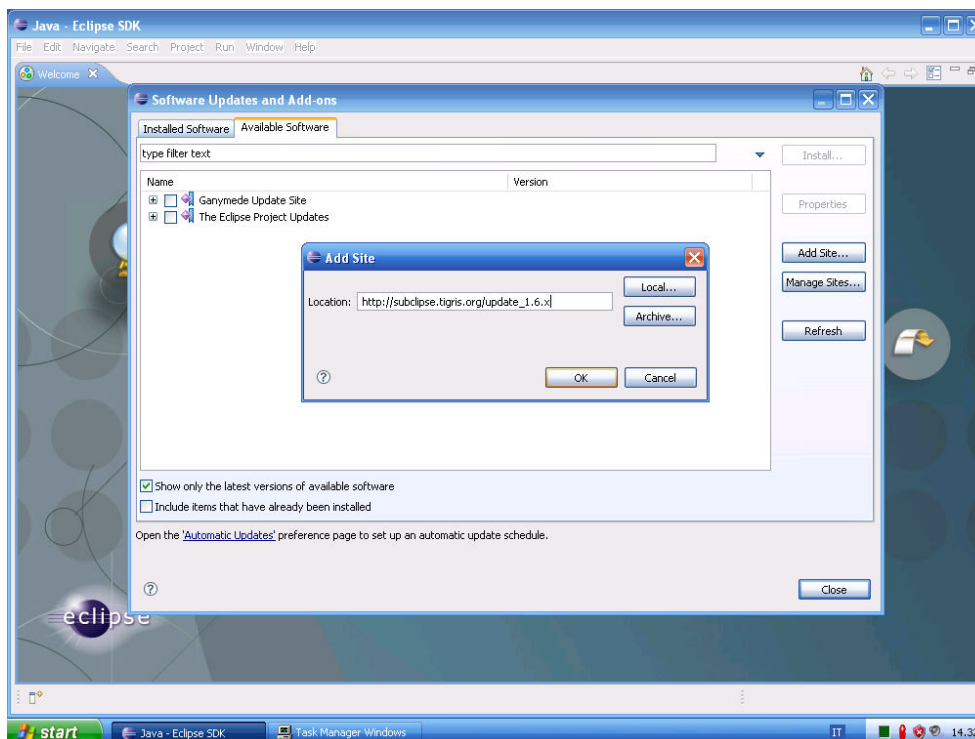 Java - Eclipse SDK
File Edit Navigate Search Project Run Window Help
Welcome
Software Updates and Add-ons
Installed Software Available Software
type filter text
Install...
Name Version
Ganymede Update Site
Properties
The Eclipse Project Updates
Add Site...
Add Site
Manage Sites...
Local...
Location: http://subclipse.tigris.org/update_1.6.x
Archive...
Refresh
OK Cancel
Show only the latest versions of available software
Include items that have already been installed
Open the 'Automatic Updates' preference page to set up an automatic update schedule.
Close
eclipse
start Java - Eclipse SDK Task Manager Windows IT